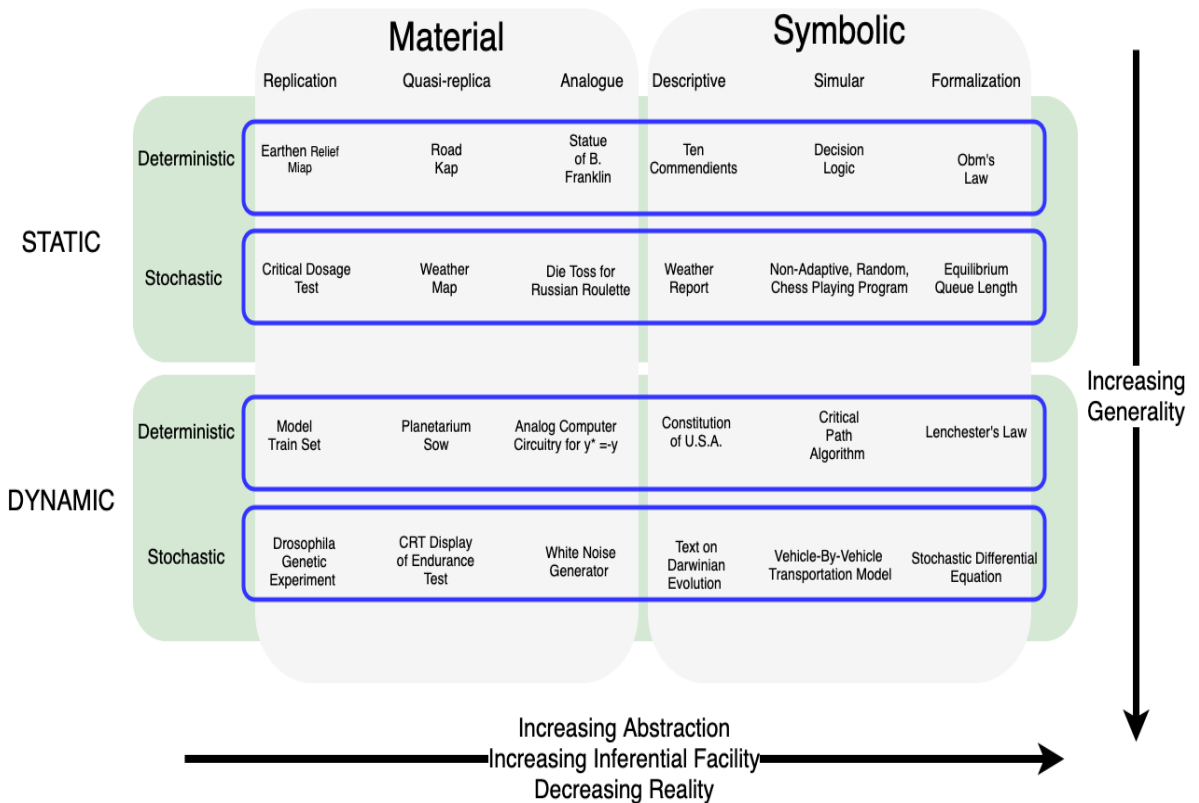 Material
Symbolic
Replication
Quasi-replica
Analogue
Descriptive
Simular
Formalization
STATIC
Deterministic
Earthen Relief
Miap
Road
Kap
Statue
of B.
Franklin
Ten
Commendients
Decision
Logic
Obm's
Law
Stochastic
Critical Dosage
Test
Weather
Map
Die Toss for
Russian Roulette
Weather
Report
Non-Adaptive, Random,
Chess Playing Program
Equilibrium
Queue Length
DYNAMIC
Deterministic
Model
Train Set
Planetarium
Sow
Analog Computer
Circuitry for y* =-y
Constitution
of U.S.A.
Critical
Path
Algorithm
Lenchester's Law
Stochastic
Drosophila
Genetic
Experiment
CRT Display
of Endurance
Test
White Noise
Generator
Text on
Darwinian
Evolution
Vehicle-By-Vehicle
Transportation Model
Stochastic Differential
Equation
Increasing
Generality
Increasing Abstraction
Increasing Inferential Facility
Decreasing Reality